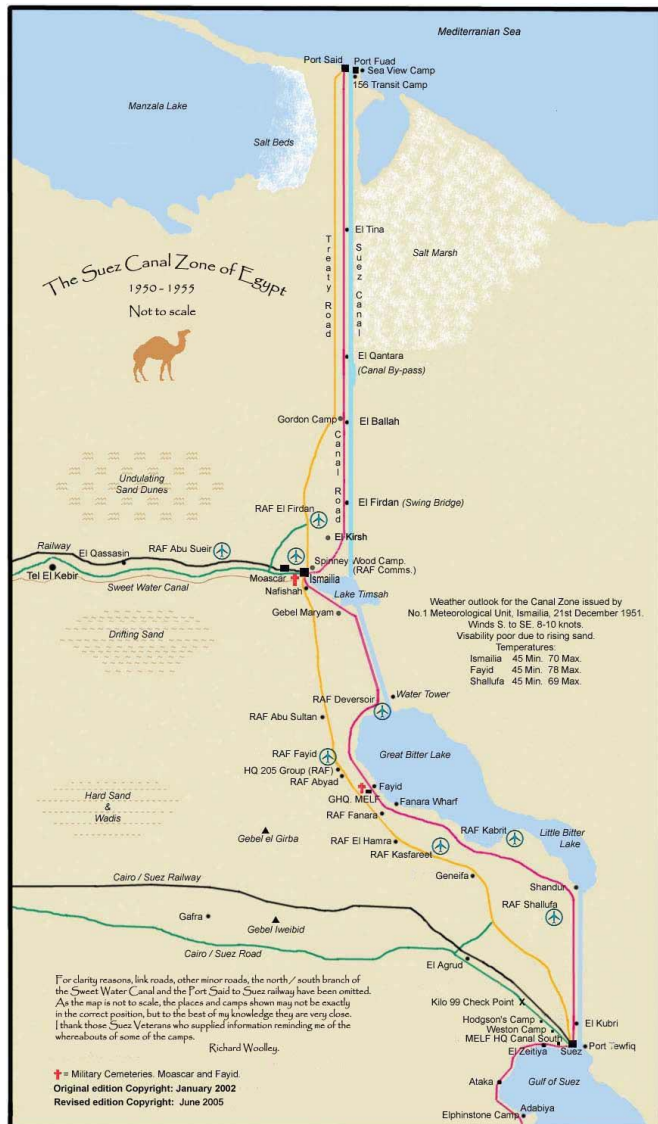 Mediterranean Sea
Port Said
Port Fuad
Sea View Camp
156 Transit Camp
Manzala Lake
Salt Beds
El Tina
Treaty Road
Suez Canal
Salt Marsh
The Suez Canal Zone of Egypt
1950 - 1955
Not to scale
El Qantara
(Canal By-pass)
Gordon Camp
El Ballah
Canal Road
Undulating
Sand Dunes
El Firdan (Swing Bridge)
RAF El Firdan
El Kirsh
Railway
El Qassasin
RAF Abu Sueir
Spinney Wood Camp.
(RAF Comms.)
Tel El Kebir
Moascar
Ismailia
Sweet Water Canal
Nafishah
Lake Timsah
Gebel Maryam
Drifting Sand
Weather outlook for the Canal Zone issued by
No.1 Meteorological Unit, Ismailia, 21st December 1951.
Winds S. to SE. 8-10 knots.
Visability poor due to rising sand.
Temperatures:
Ismailia 45 Min. 70 Max.
Fayid 45 Min. 78 Max.
Shallufa 45 Min. 69 Max.
RAF Deversoir
Water Tower
RAF Abu Sultan
Great Bitter Lake
RAF Fayid
HQ 205 Group (RAF)
RAF Abyad
Fayid
GHQ. MELF
Fanara Wharf
RAF Fanara
Hard Sand
&
Wadis
Gebel el Girba
RAF El Hamra
RAF Kabrit
Little Bitter
Lake
RAF Kasfareet
Geneifa
Cairo / Suez Railway
Shandur
RAF Shallufa
Gafra
Gebel Iweibid
Cairo / Suez Road
El Agrud
For clarity reasons, link roads, other minor roads, the north / south branch of
the Sweet Water Canal and the Port Said to Suez railway have been omitted.
As the map is not to scale, the places and camps shown may not be exactly
in the correct position, but to the best of my knowledge they are very close.
I thank those Suez Veterans who supplied information reminding me of the
whereabouts of some of the camps.
Richard Woolley.
Kilo 99 Check Point
X
Hodgson's Camp
Weston Camp
MELF HQ Canal South
El Kubri
El Zeitiya
Suez
Port Tewfiq
= Military Cemeteries. Moascar and Fayid.
Original edition Copyright: January 2002
Revised edition Copyright: June 2005
Ataka
Gulf of Suez
Adabiya
Elphinstone Camp